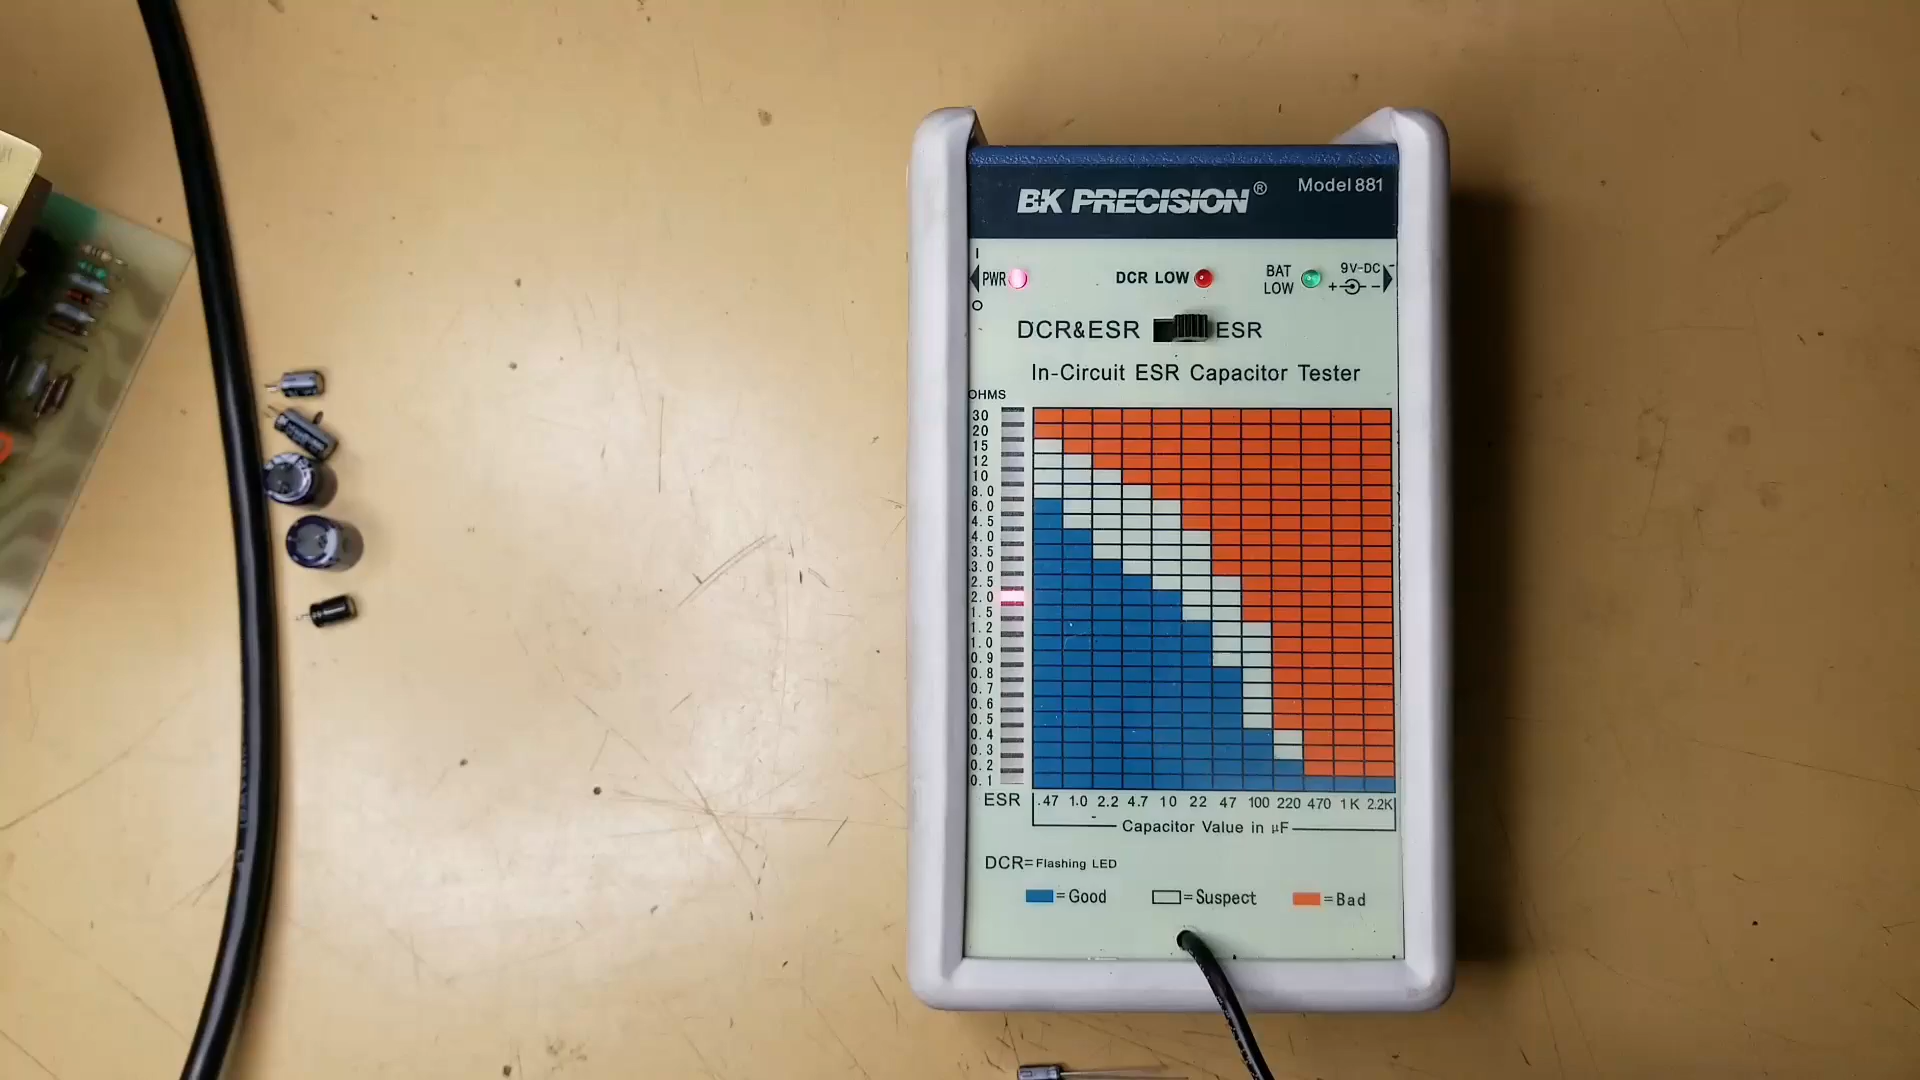 B+K PRECISION® Model 881
I
PWR DCR LOW BAT LOW 9V-DC
+ − −
O
DCR&ESR ESR
In-Circuit ESR Capacitor Tester
OHMS
30
20
15
12
10
8.0
6.0
4.5
4.0
3.5
3.0
2.5
2.0
1.5
1.2
1.0
0.9
0.8
0.7
0.6
0.5
0.4
0.3
0.2
0.1
ESR .47 1.0 2.2 4.7 10 22 47 100 220 470 1K 2.2K
Capacitor Value in µF
DCR=Flashing LED
=Good =Suspect =Bad